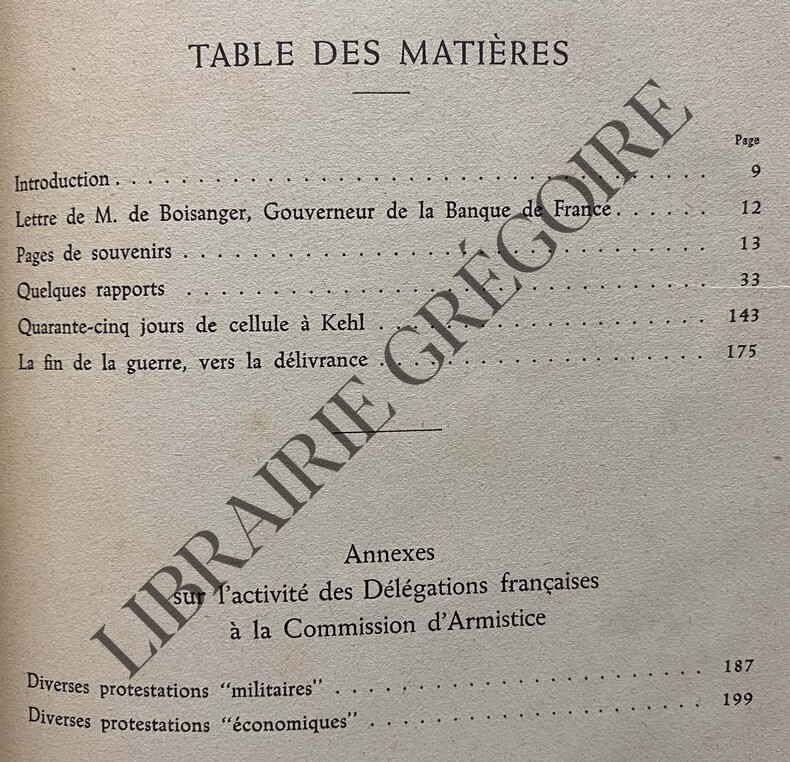 TABLE DES MATIÈRES
Page
Introduction . . . . . . . . . . . . . . . . . . . . . . . . . . . . . . 9
Lettre de M. de Boisanger, Gouverneur de la Banque de France . . . . . . 12
Pages de souvenirs . . . . . . . . . . . . . . . . . . . . . . . . . . . 13
Quelques rapports . . . . . . . . . . . . . . . . . . . . . . . . . . . 33
Quarante-cinq jours de cellule à Kehl . . . . . . . . . . . . . . . . . 143
La fin de la guerre, vers la délivrance . . . . . . . . . . . . . . . . . 175
Annexes
sur l'activité des Délégations françaises
à la Commission d'Armistice
Diverses protestations "militaires" . . . . . . . . . . . . . . . . . . . 187
Diverses protestations "économiques" . . . . . . . . . . . . . . . . . 199
LIBRAIRIE GRÉGOIRE